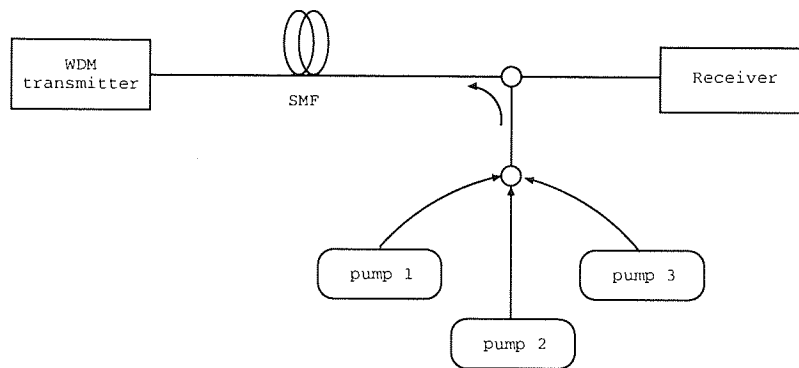 WDM
transmitter
SMF
Receiver
pump 1
pump 2
pump 3